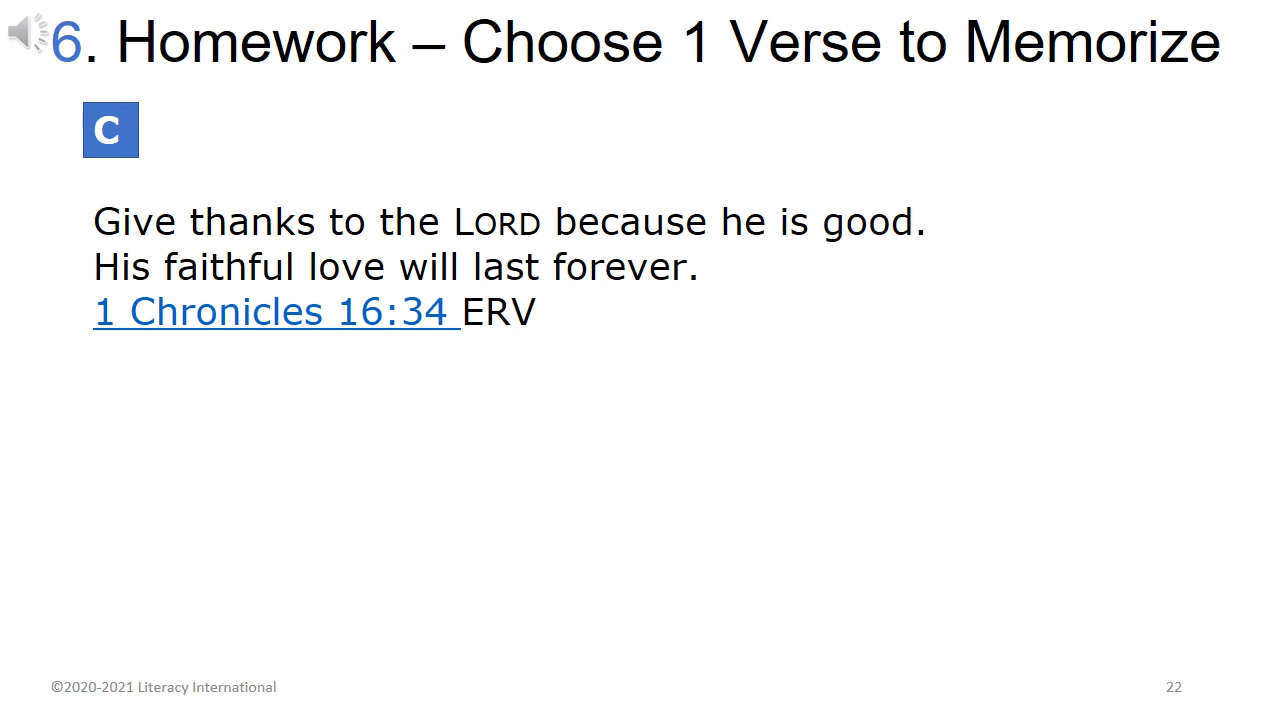 6. Homework – Choose 1 Verse to Memorize
C
Give thanks to the LORD because he is good.
His faithful love will last forever.
1 Chronicles 16:34 ERV
©2020-2021 Literacy International
22